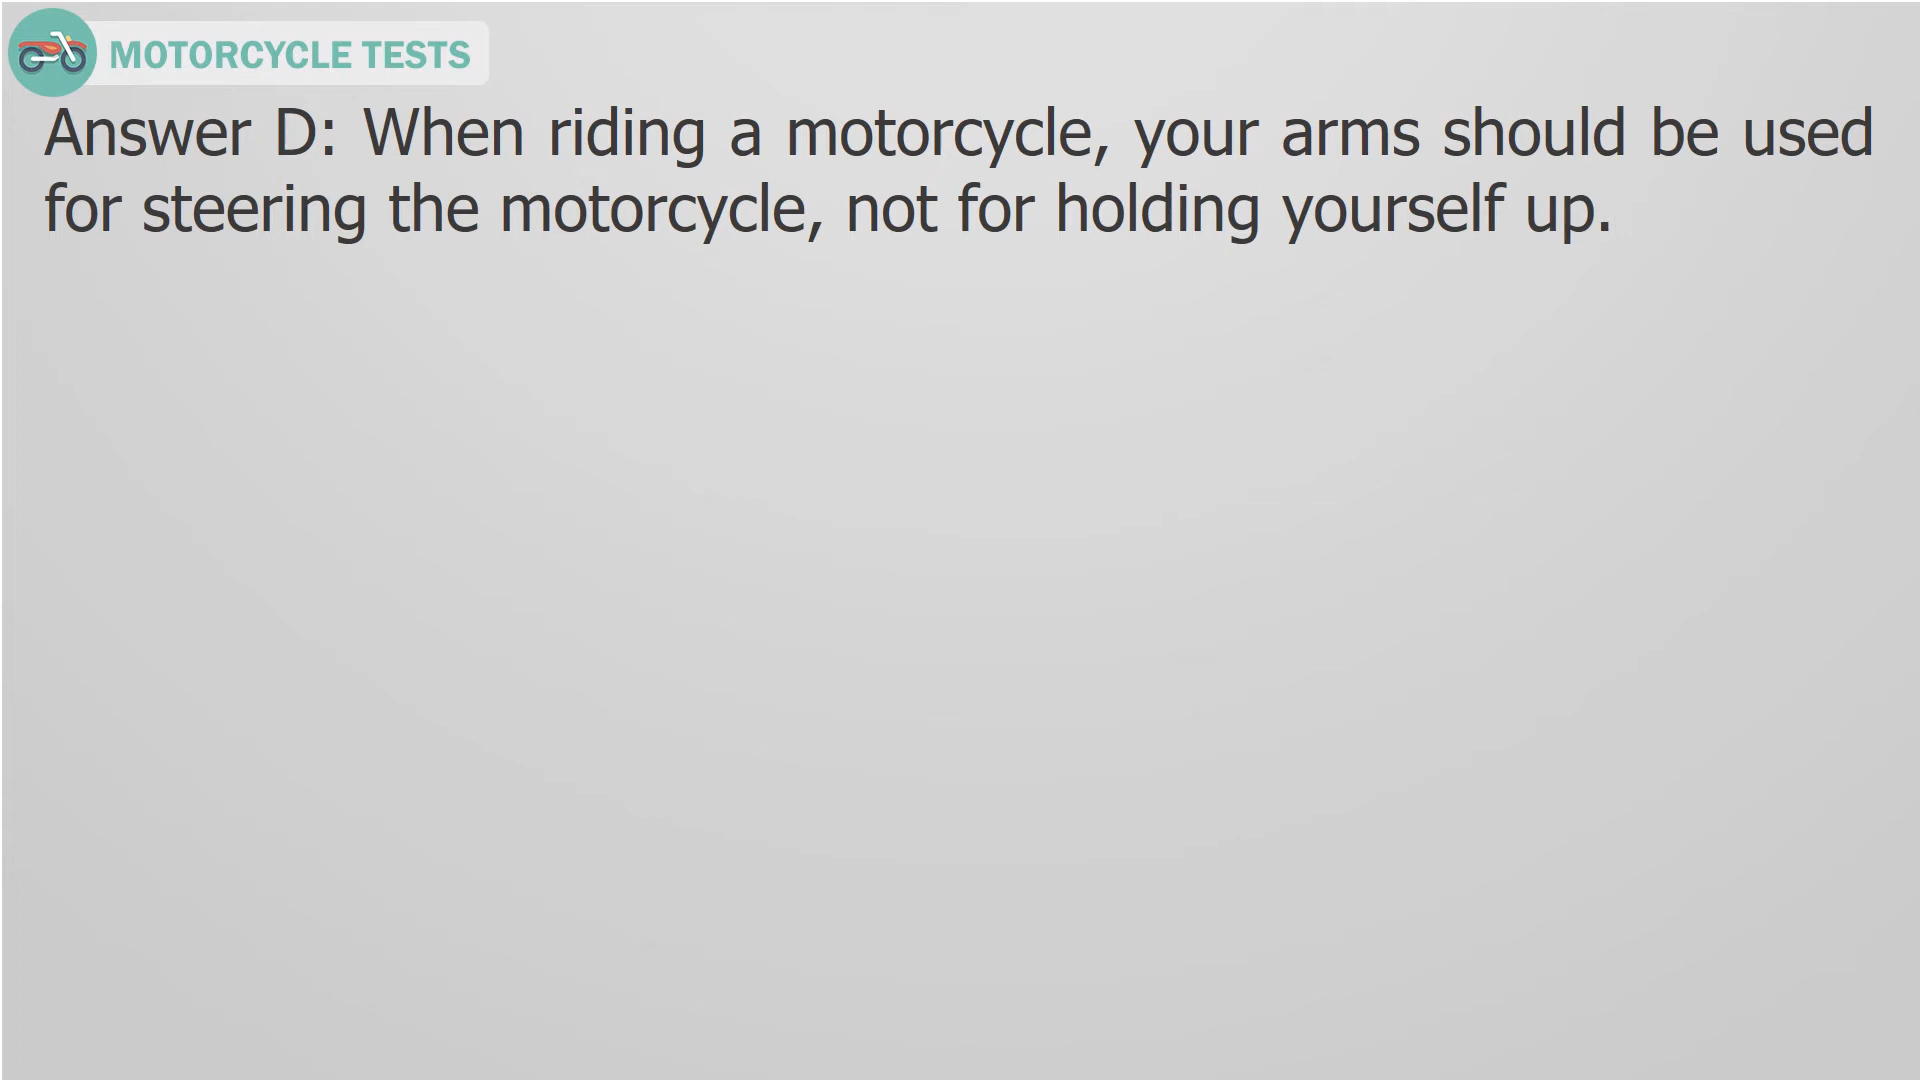 MOTORCYCLE TESTS
Answer D: When riding a motorcycle, your arms should be used
for steering the motorcycle, not for holding yourself up.